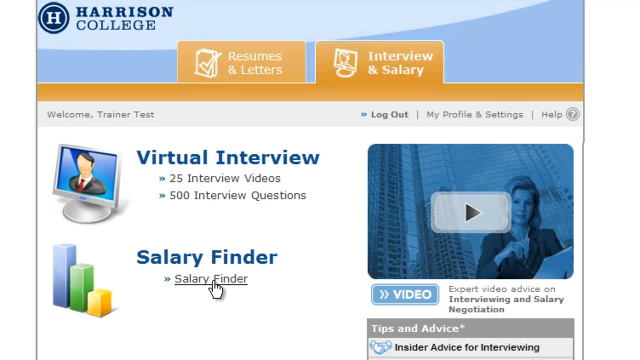 H HARRISON
COLLEGE
Resumes
& Letters
Interview
& Salary
Welcome, Trainer Test
» Log Out | My Profile & Settings | Help ?
Virtual Interview
» 25 Interview Videos
» 500 Interview Questions
Salary Finder
» Salary Finder
» VIDEO
Expert video advice on
Interviewing and Salary
Negotiation
Tips and Advice*
Insider Advice for Interviewing